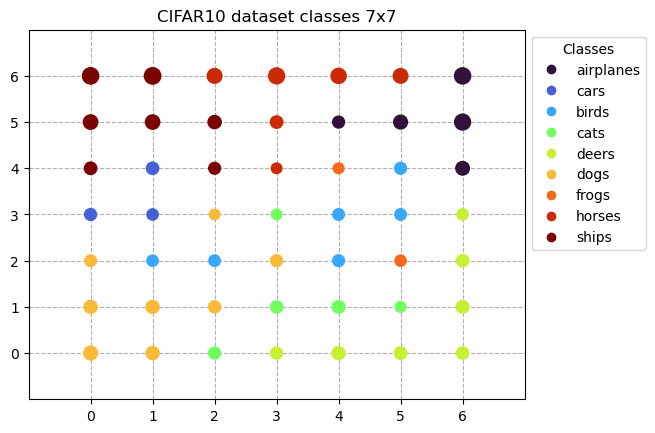 CIFAR10 dataset classes 7x7
6
5
4
3
2
1
0
0 1 2 3 4 5 6
Classes
airplanes
cars
birds
cats
deers
dogs
frogs
horses
ships